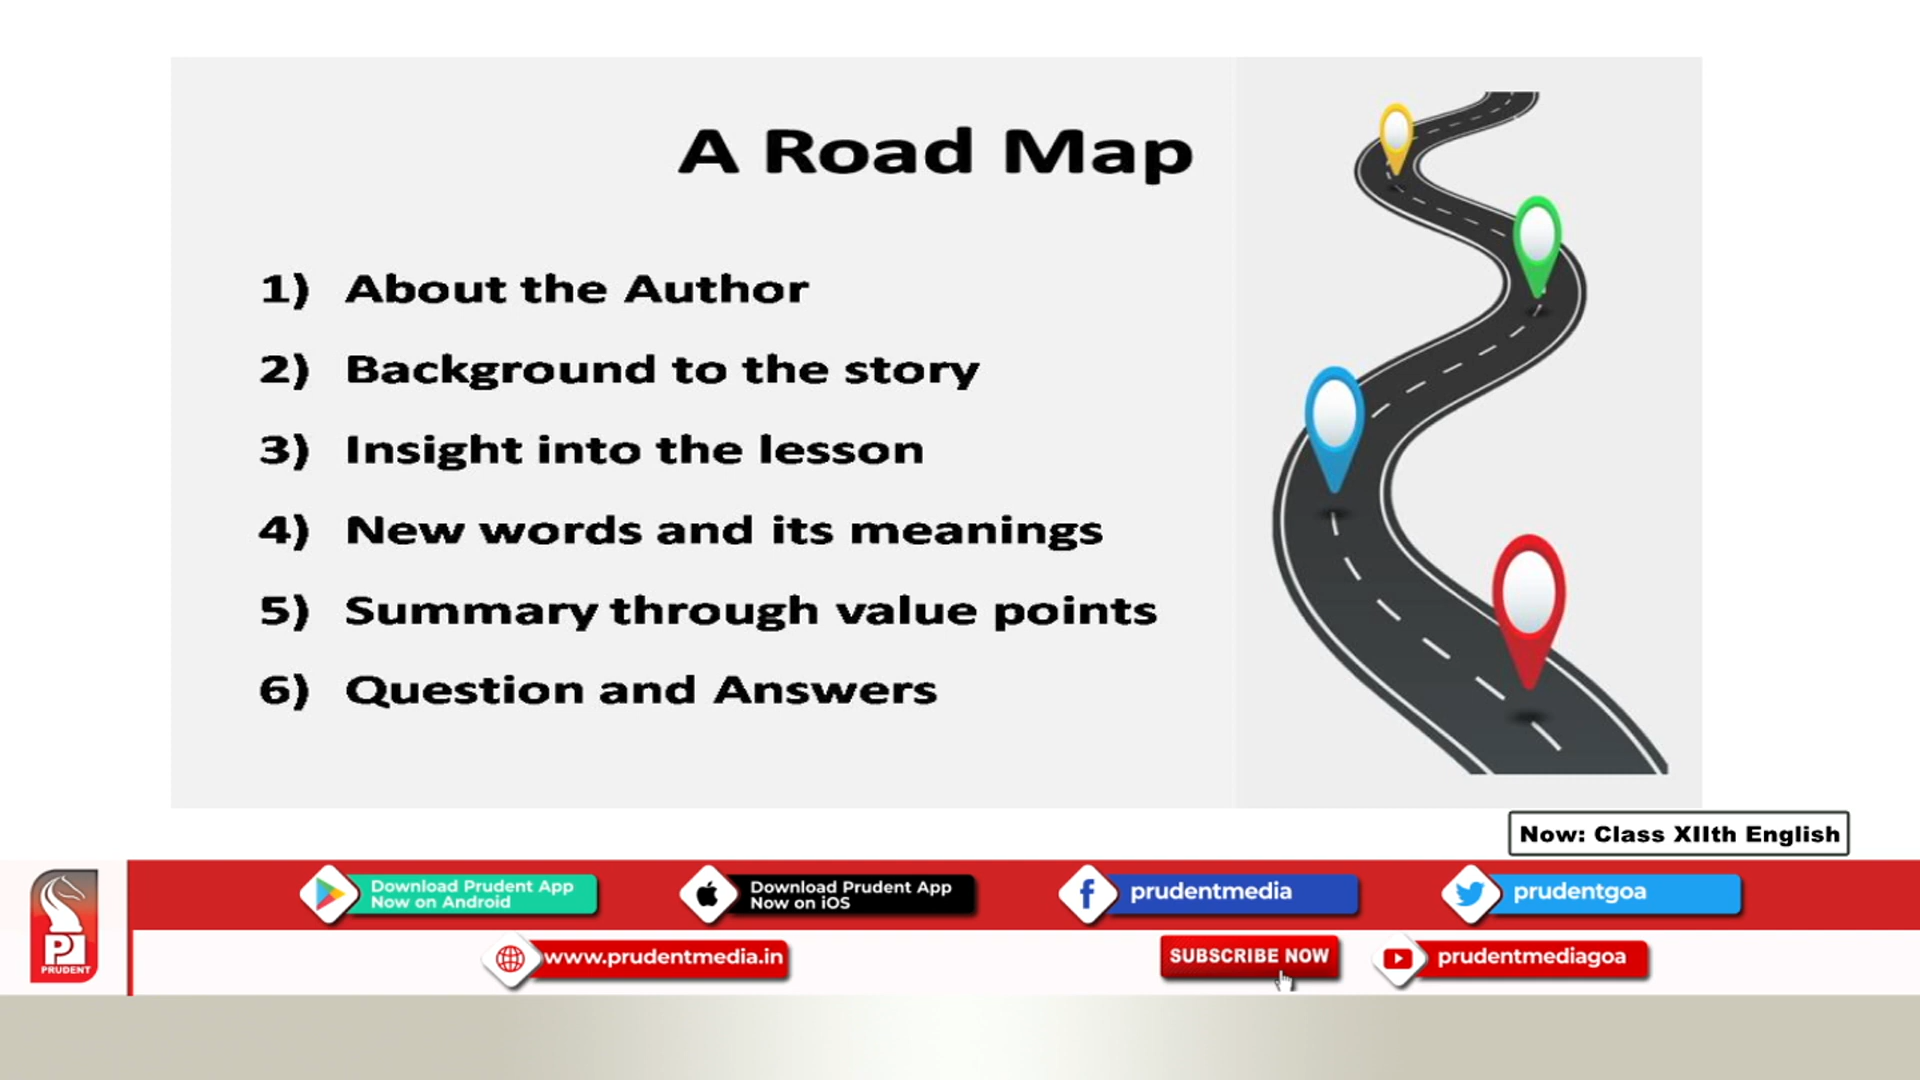 A Road Map
1) About the Author
2) Background to the story
3) Insight into the lesson
4) New words and its meanings
5) Summary through value points
6) Question and Answers
Now: Class XIIth English
Download Prudent App
Now on Android
Download Prudent App
Now on iOS
prudentmedia
prudentgoa
PRUDENT
www.prudentmedia.in
SUBSCRIBE NOW
prudentmediagoa